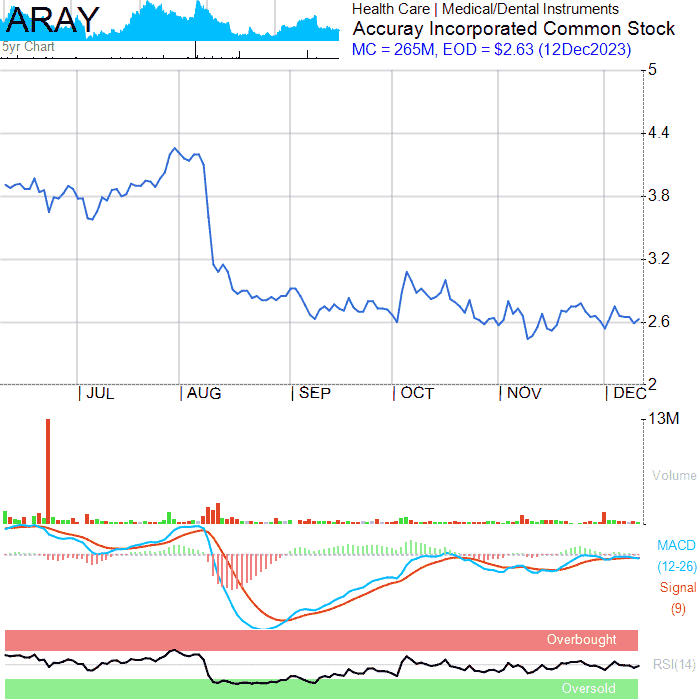 ARAY
5yr Chart
Health Care | Medical/Dental Instruments
Accuray Incorporated Common Stock
MC = 265M, EOD = $2.63 (12Dec2023)
5
4.4
3.8
3.2
2.6
2
JUL
AUG
SEP
OCT
NOV
DEC
13M
Volume
MACD
(12-26)
Signal
(9)
Overbought
RSI(14)
Oversold